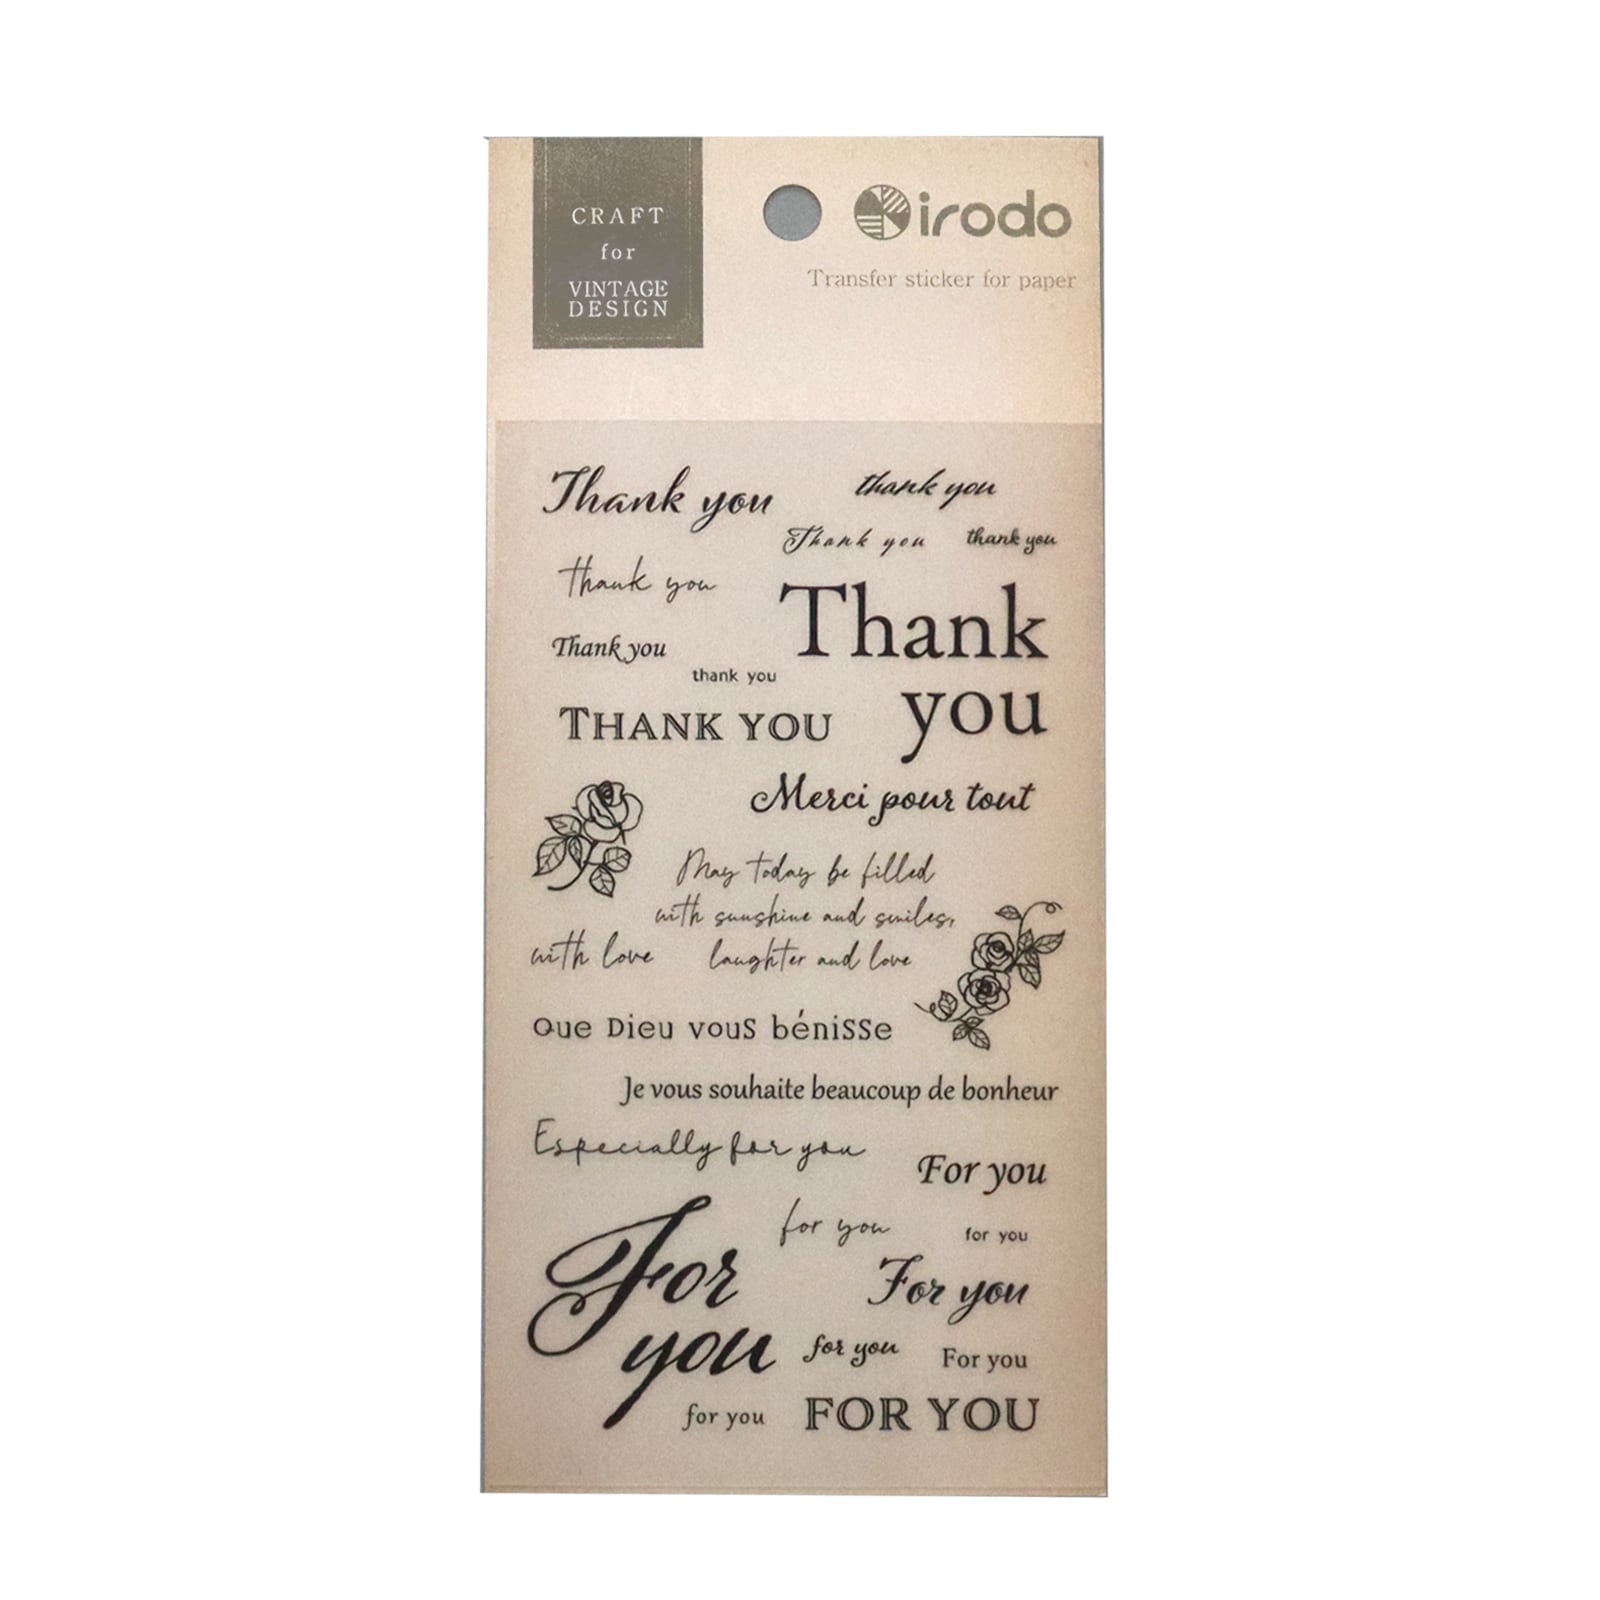 CRAFT
for
VINTAGE
DESIGN
irodo
Transfer sticker for paper
Thank you
thank you
Thank you
thank you
thank you
Thank
you
Thank you
thank you
THANK YOU
Merci pour tout
May today be filled
with sunshine and smiles,
laughter and love
with love
Que Dieu vous bénisse
Je vous souhaite beaucoup de bonheur
Especially for you
For you
for you
for you
For
you
For you
for you
For you
for you
FOR YOU